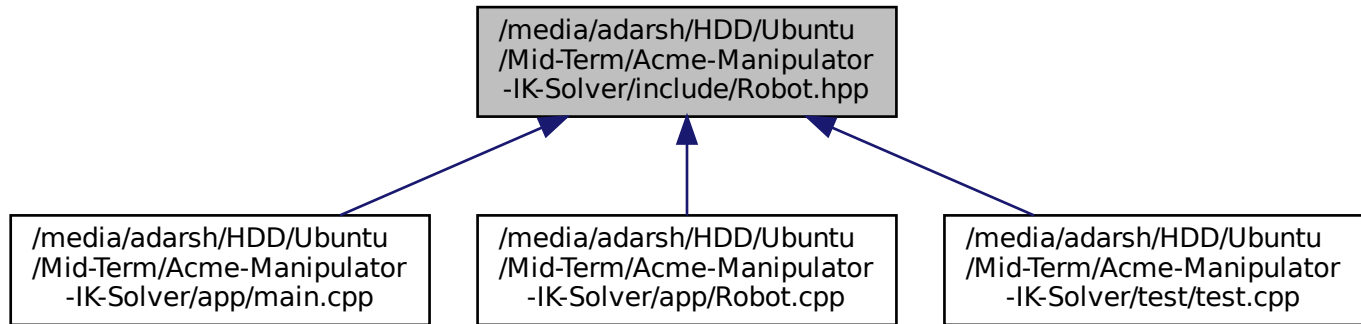 /media/adarsh/HDD/Ubuntu
/Mid-Term/Acme-Manipulator
-IK-Solver/include/Robot.hpp
/media/adarsh/HDD/Ubuntu
/Mid-Term/Acme-Manipulator
-IK-Solver/app/main.cpp
/media/adarsh/HDD/Ubuntu
/Mid-Term/Acme-Manipulator
-IK-Solver/app/Robot.cpp
/media/adarsh/HDD/Ubuntu
/Mid-Term/Acme-Manipulator
-IK-Solver/test/test.cpp